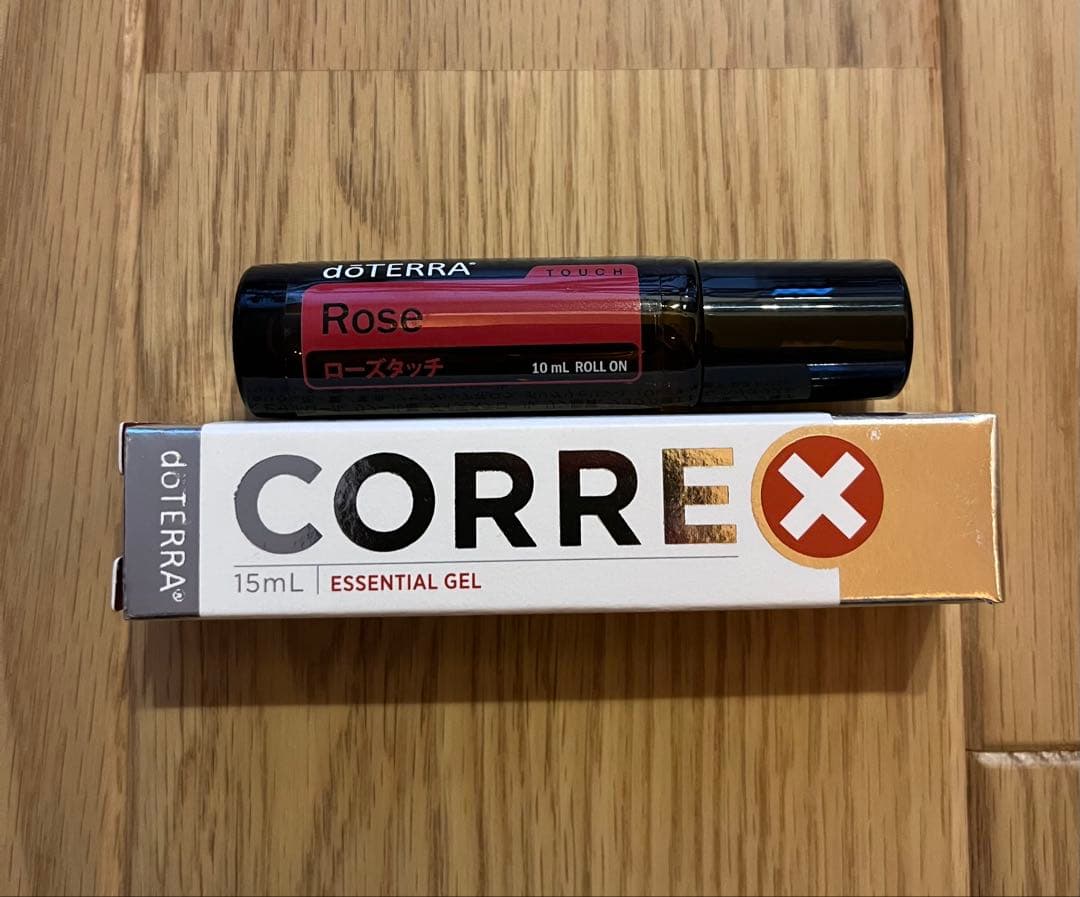 dōTERRA®
TOUCH
Rose
ローズタッチ
10 mL ROLL ON
dōTERRA®
CORREX
15mL
ESSENTIAL GEL